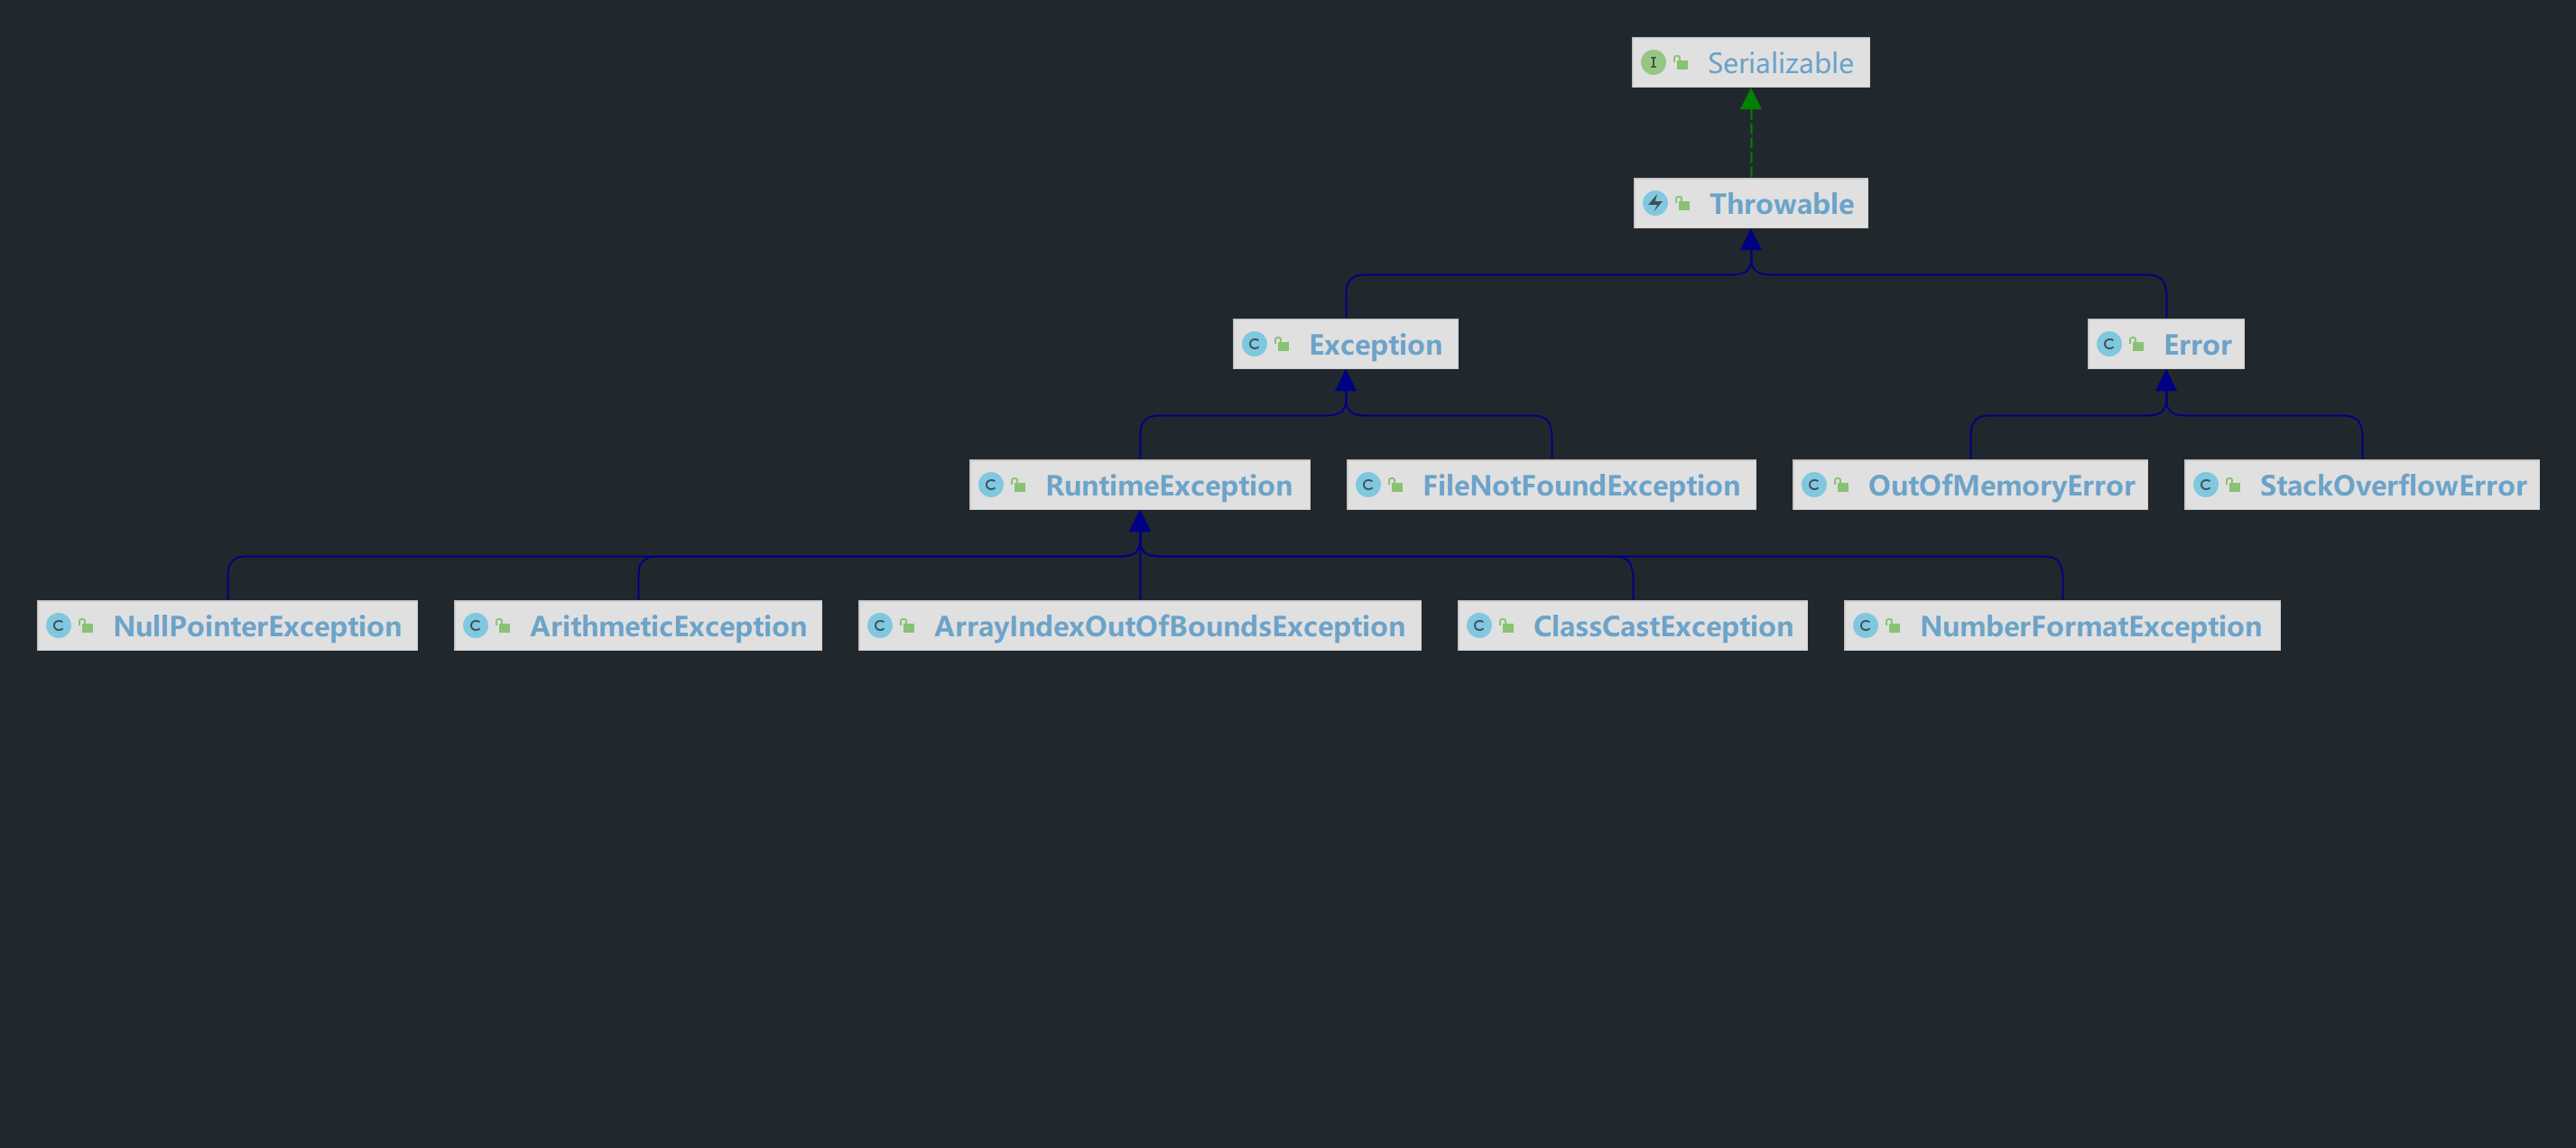 I Serializable
Throwable
C Exception C Error
C RuntimeException C FileNotFoundException C OutOfMemoryError C StackOverflowError
C NullPointerException C ArithmeticException C ArrayIndexOutOfBoundsException C ClassCastException C NumberFormatException